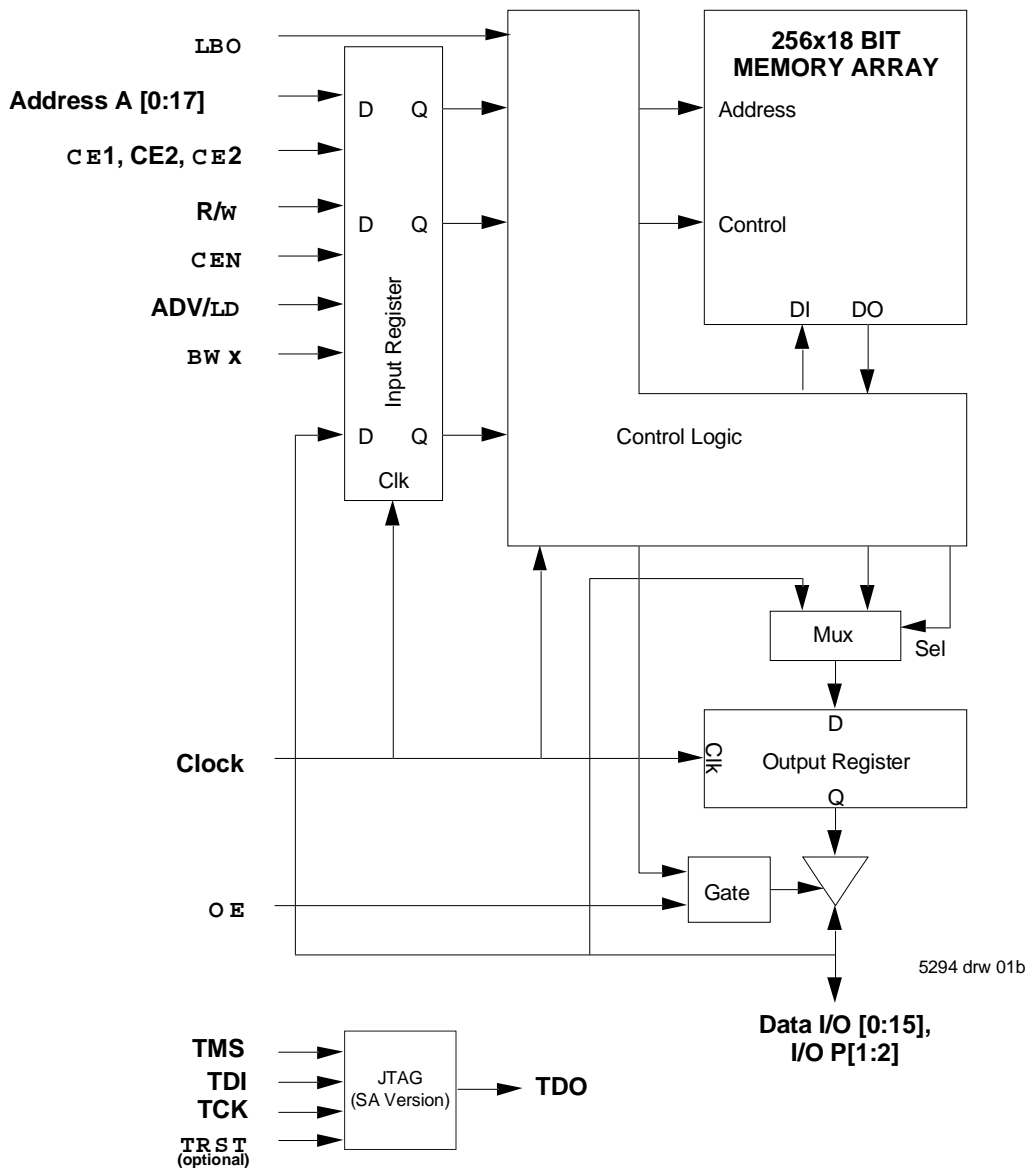 LBO
256x18 BIT
MEMORY ARRAY
Address A [0:17]
D Q
Address
CE1, CE2, CE2
R/W
D Q
Control
CEN
ADV/LD
Input Register
DI DO
BW x
D Q
Control Logic
Clk
Mux
Sel
D
Clock
Clk
Output Register
Q
Gate
OE
5294 drw 01b
Data I/O [0:15],
I/O P[1:2]
TMS
TDI
TCK
TRST
(optional)
JTAG
(SA Version)
TDO